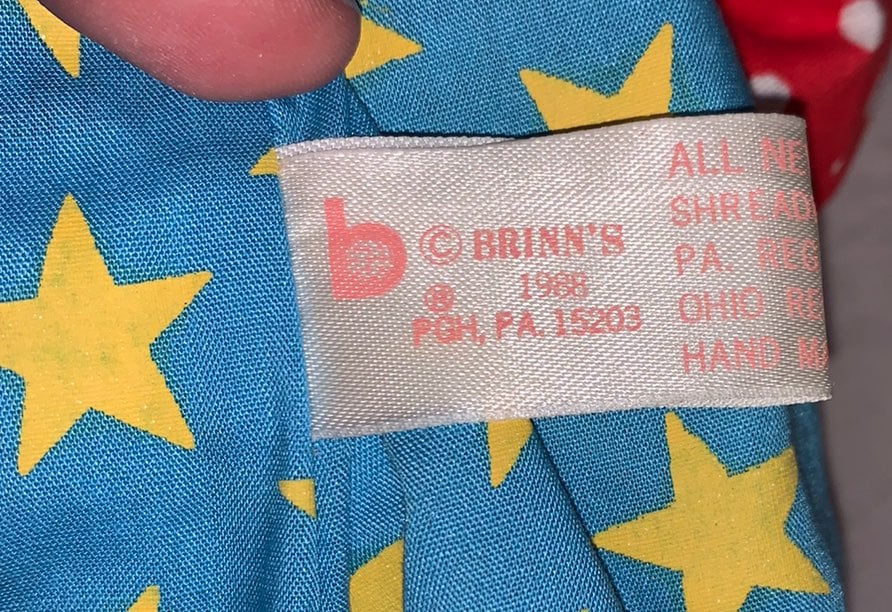 b
© BRINN'S
1988
®
PGH, PA. 15203
ALL NE
SHREAD
PA. REG
OHIO RE
HAND MA